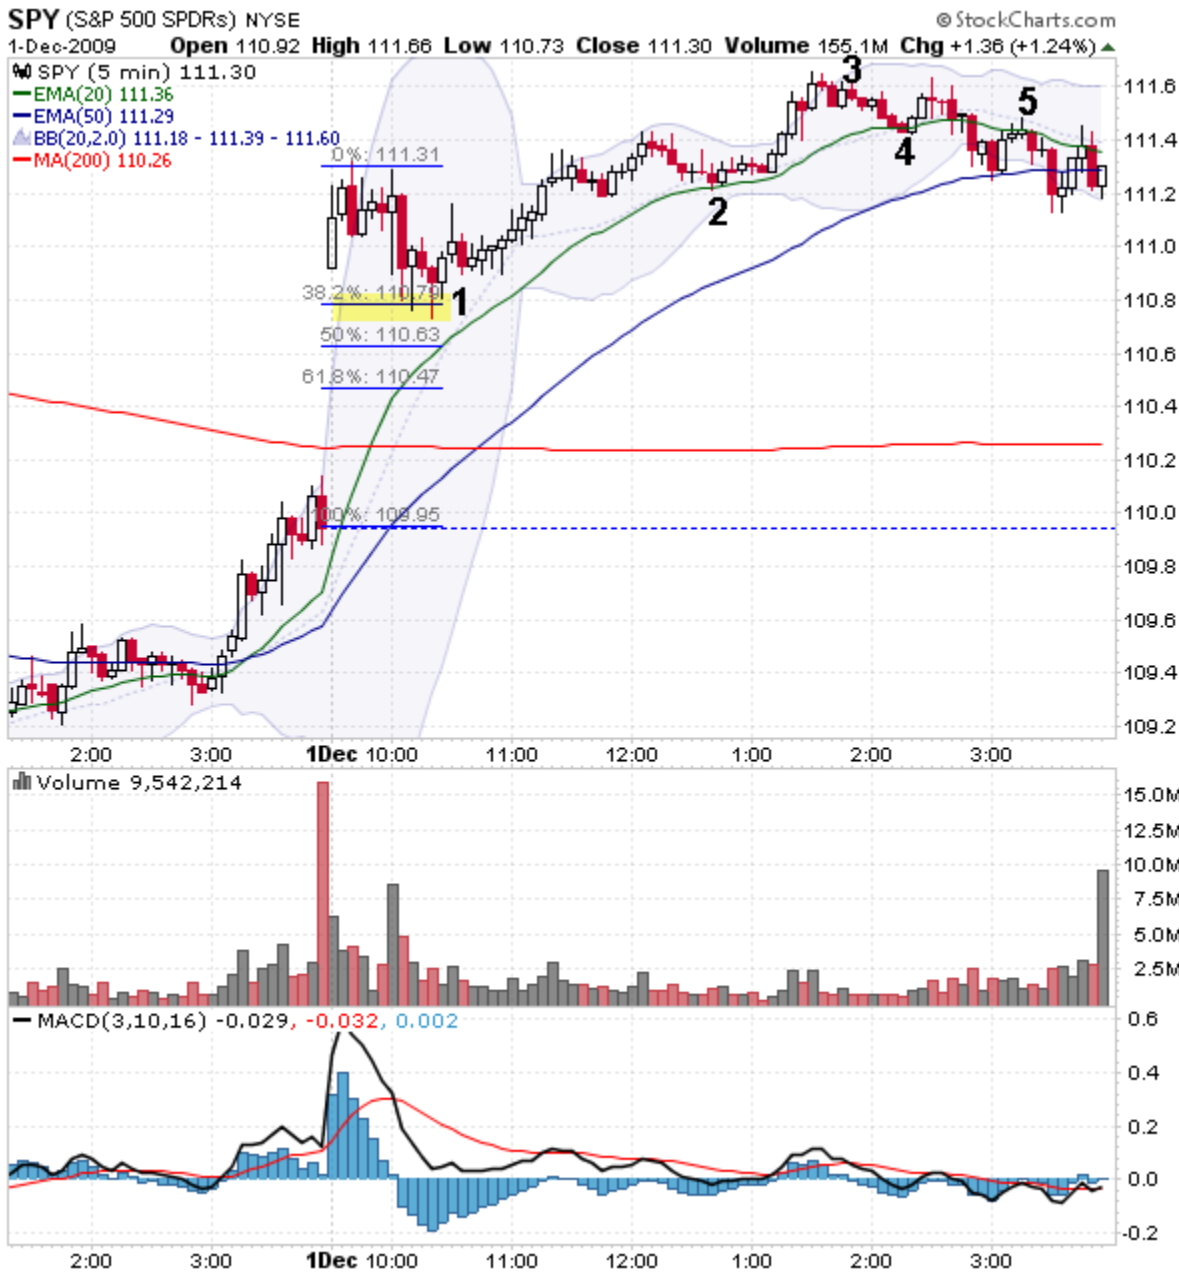 SPY (S&P 500 SPDRs) NYSE © StockCharts.com
1-Dec-2009 Open 110.92 High 111.66 Low 110.73 Close 111.30 Volume 155.1M Chg +1.36 (+1.24%)
SPY (5 min) 111.30
EMA(20) 111.36
EMA(50) 111.29
BB(20,2.0) 111.18 - 111.39 - 111.60
MA(200) 110.26
0%: 111.31
38.2%: 110.79
50%: 110.63
61.8%: 110.47
100%: 109.95
1
2
3
4
5
111.6
111.4
111.2
111.0
110.8
110.6
110.4
110.2
110.0
109.8
109.6
109.4
109.2
2:00 3:00 1Dec 10:00 11:00 12:00 1:00 2:00 3:00
Volume 9,542,214
15.0M
12.5M
10.0M
7.5M
5.0M
2.5M
MACD(3,10,16) -0.029, -0.032, 0.002
0.6
0.4
0.2
0.0
-0.2
2:00 3:00 1Dec 10:00 11:00 12:00 1:00 2:00 3:00